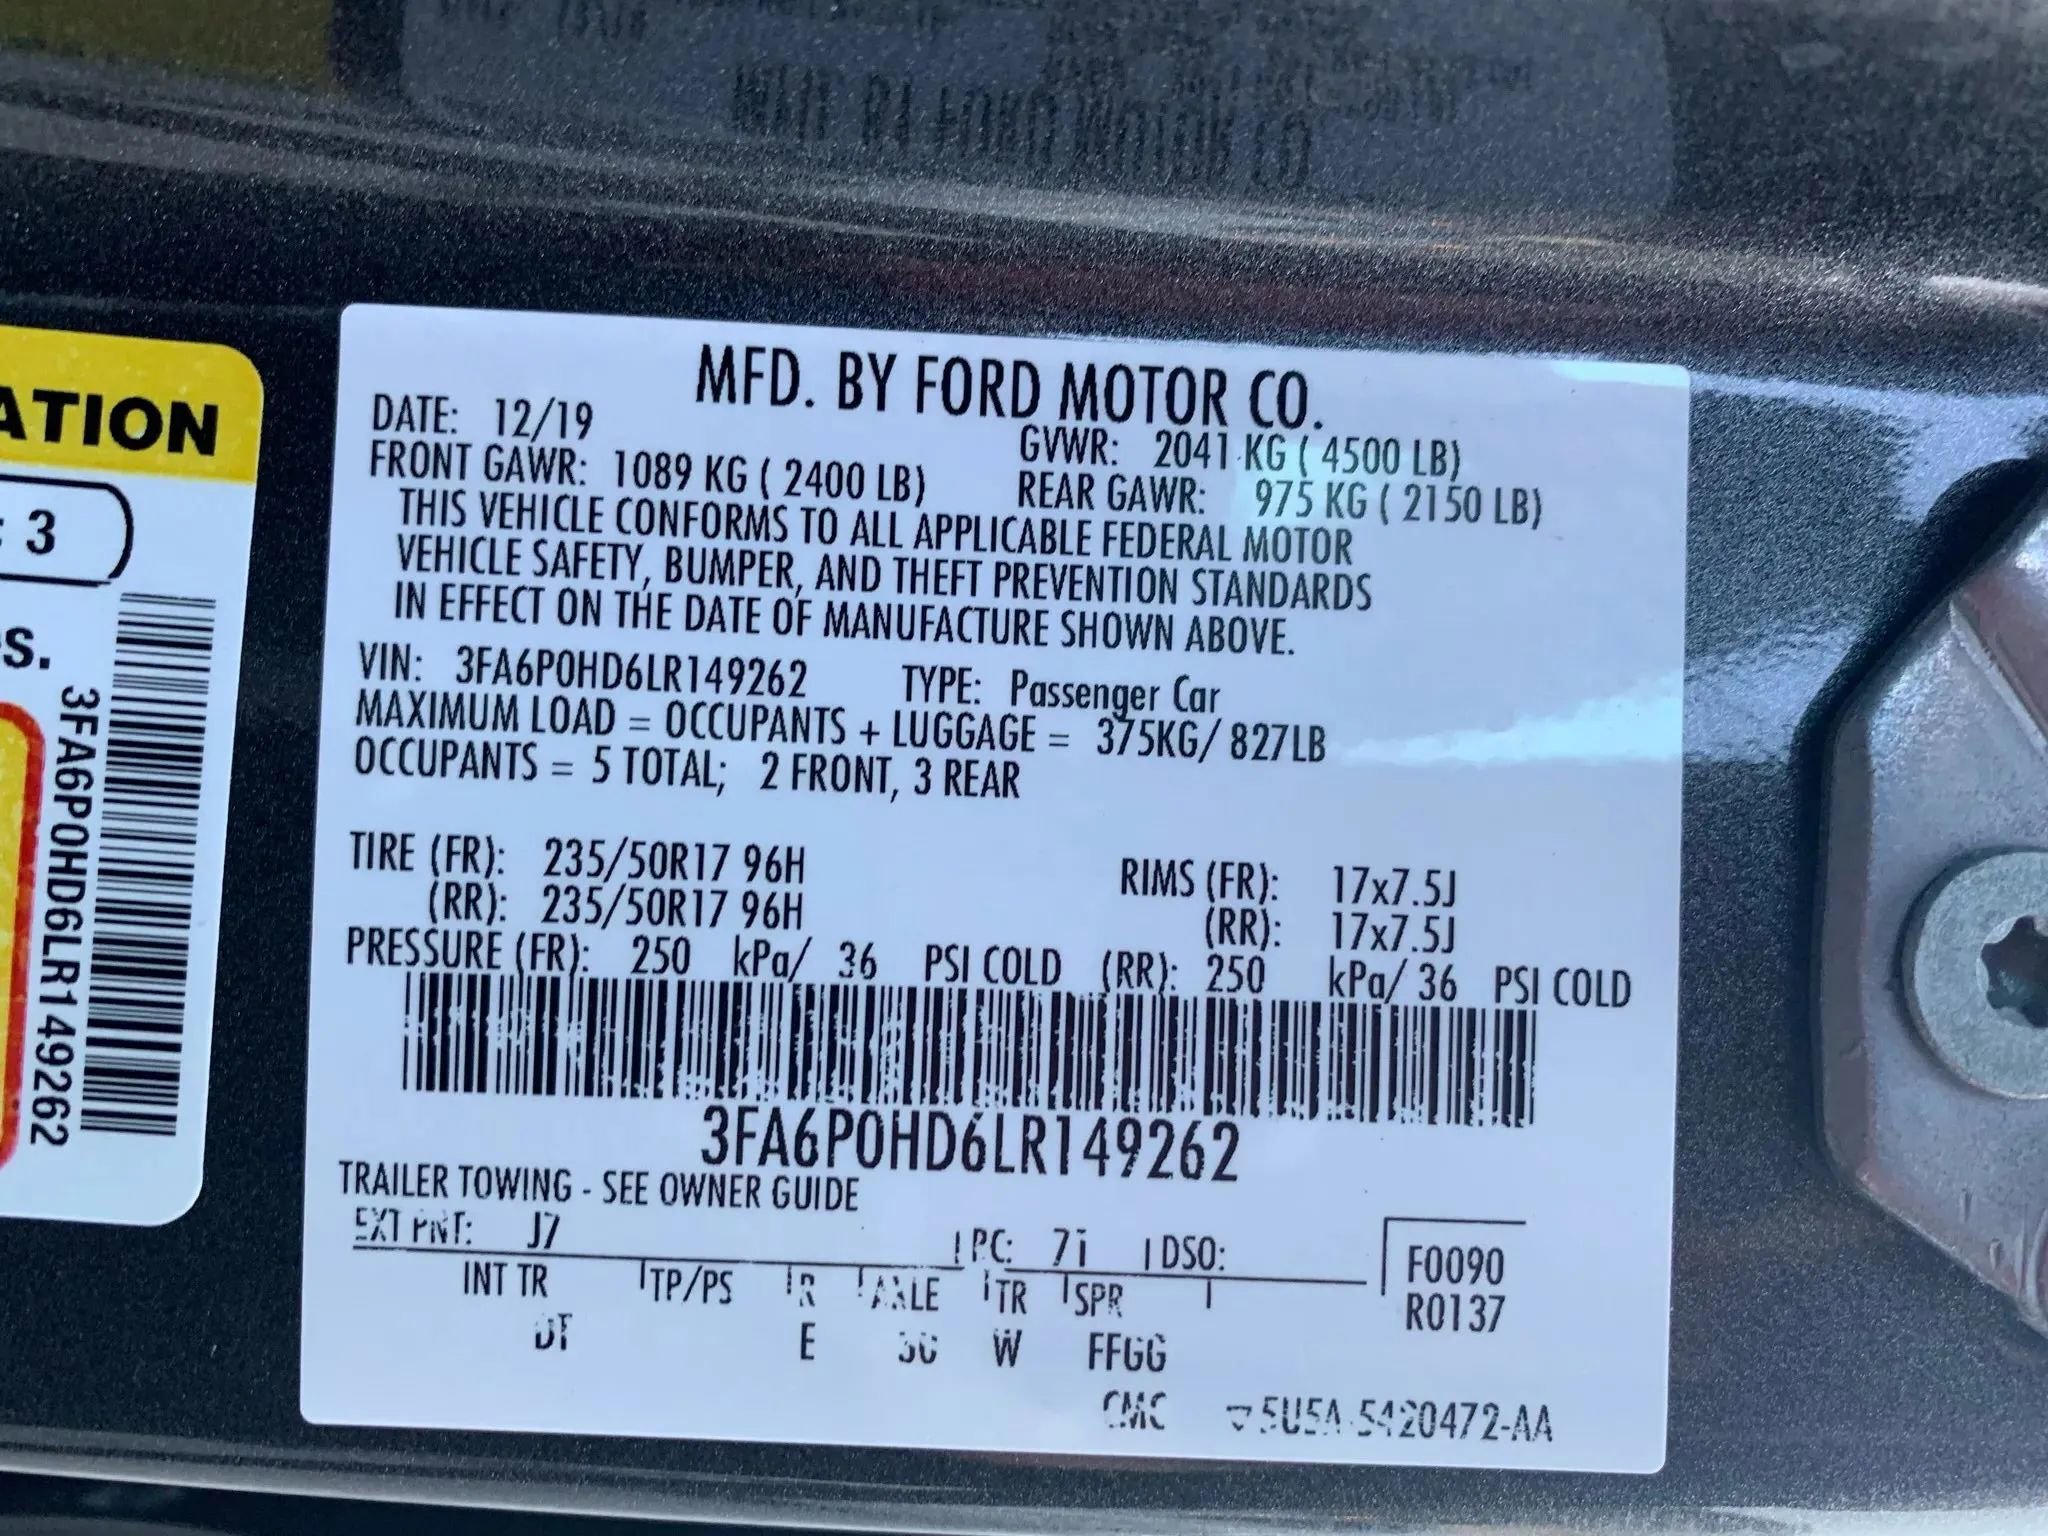 MFD. BY FORD MOTOR CO.
DATE: 12/19
GVWR: 2041 KG ( 4500 LB)
FRONT GAWR: 1089 KG ( 2400 LB)
REAR GAWR: 975 KG ( 2150 LB)
THIS VEHICLE CONFORMS TO ALL APPLICABLE FEDERAL MOTOR
VEHICLE SAFETY, BUMPER, AND THEFT PREVENTION STANDARDS
IN EFFECT ON THE DATE OF MANUFACTURE SHOWN ABOVE.
VIN: 3FA6P0HD6LR149262 TYPE: Passenger Car
MAXIMUM LOAD = OCCUPANTS + LUGGAGE = 375KG/ 827LB
OCCUPANTS = 5 TOTAL; 2 FRONT, 3 REAR
TIRE (FR): 235/50R17 96H RIMS (FR): 17x7.5J
(RR): 235/50R17 96H (RR): 17x7.5J
PRESSURE (FR): 250 kPa/ 36 PSI COLD (RR): 250 kPa/ 36 PSI COLD
3FA6P0HD6LR149262
TRAILER TOWING - SEE OWNER GUIDE
EXT PNT: J7 PC: 7i DSO:
F0090
INT TR TP/PS R AXLE TR SPR
R0137
DT E W FFGG
CMC 5U5A-5420472-AA
ATION
3
s.
3FA6P0HD6LR149262